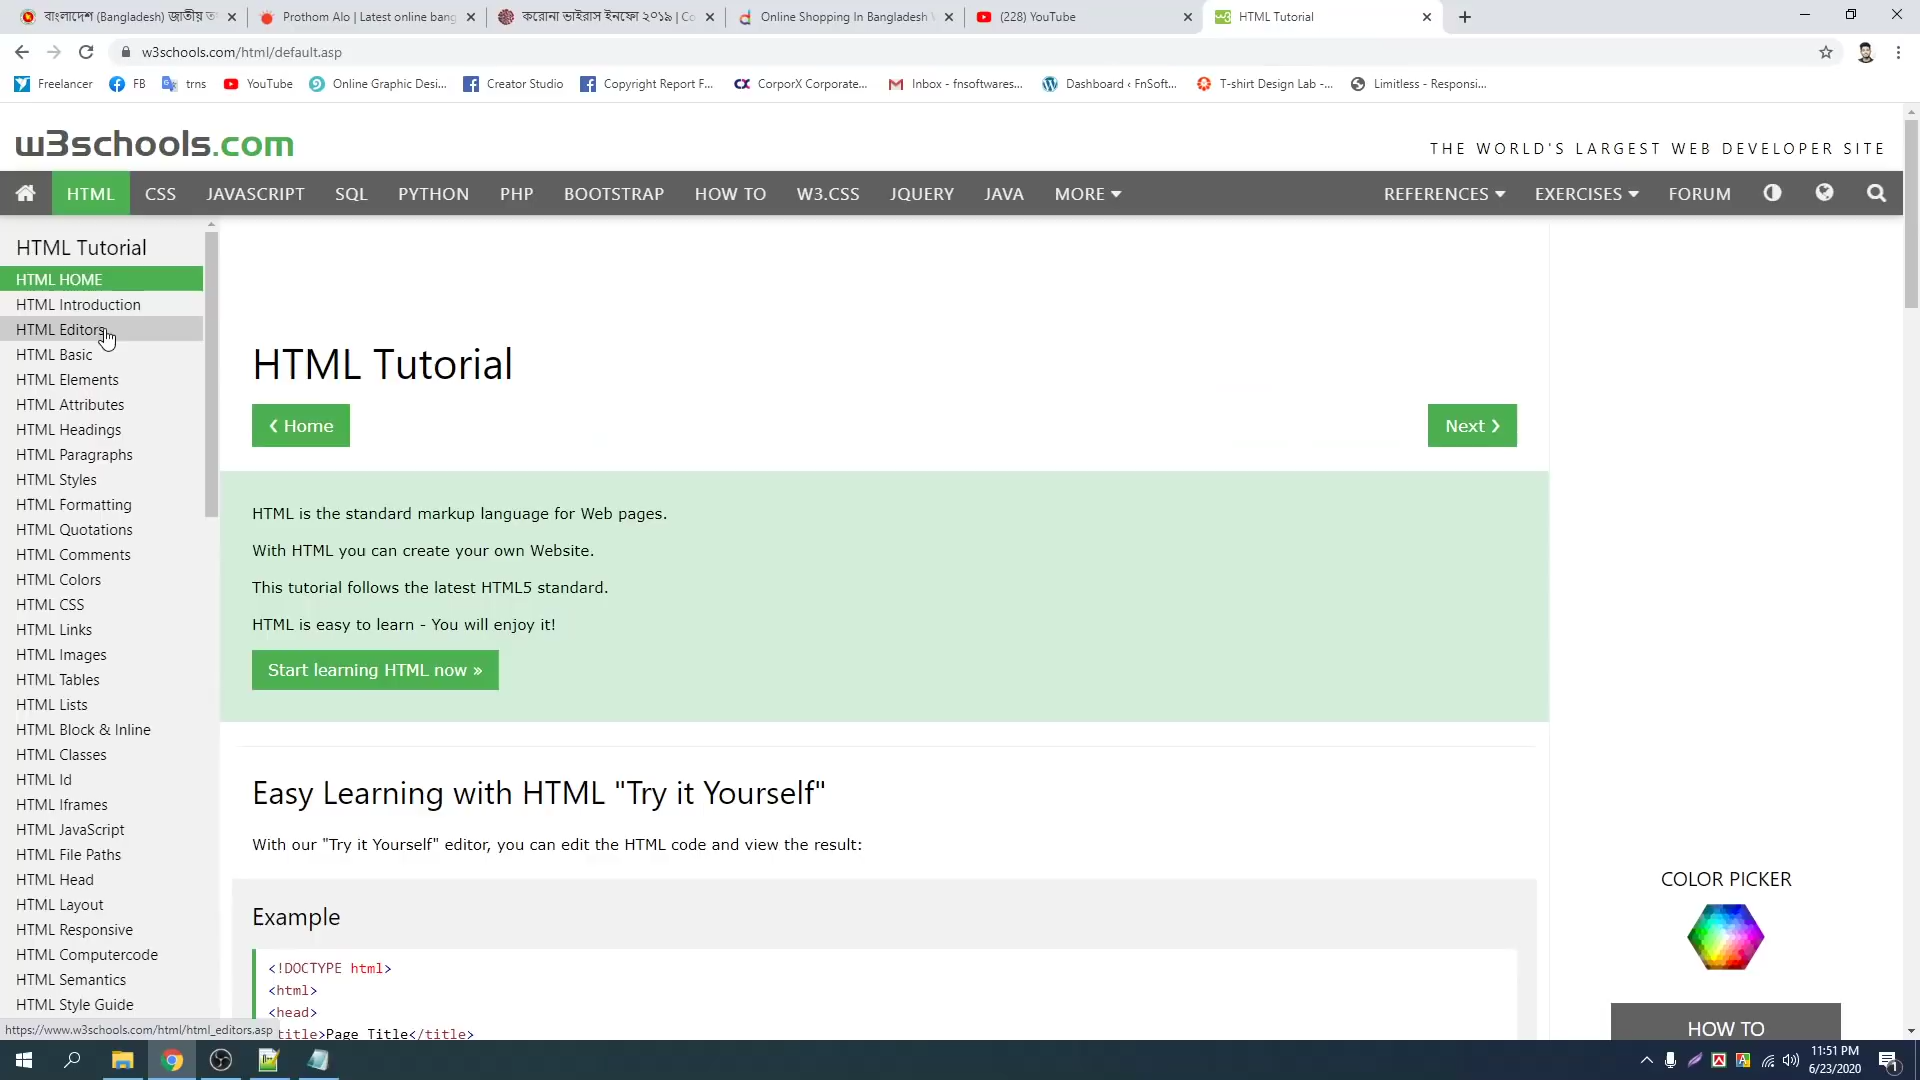 বাংলাদেশ (Bangladesh) জাতীয় ত
Prothom Alo | Latest online bang
করোনা ভাইরাস ইনফো ২০১৯ | Co
Online Shopping In Bangladesh
(228) YouTube
HTML Tutorial
w3schools.com/html/default.asp
Freelancer
FB
trns
YouTube
Online Graphic Desi...
Creator Studio
Copyright Report F...
CorporX Corporate...
Inbox - fnsoftwares...
Dashboard ‹ FnSoft...
T-shirt Design Lab -...
Limitless - Responsi...
w3schools.com
THE WORLD'S LARGEST WEB DEVELOPER SITE
HTML CSS JAVASCRIPT SQL PYTHON PHP BOOTSTRAP HOW TO W3.CSS JQUERY JAVA MORE REFERENCES EXERCISES FORUM
HTML Tutorial
HTML HOME
HTML Introduction
HTML Editors
HTML Basic
HTML Elements
HTML Attributes
HTML Headings
HTML Paragraphs
HTML Styles
HTML Formatting
HTML Quotations
HTML Comments
HTML Colors
HTML CSS
HTML Links
HTML Images
HTML Tables
HTML Lists
HTML Block & Inline
HTML Classes
HTML Id
HTML Iframes
HTML JavaScript
HTML File Paths
HTML Head
HTML Layout
HTML Responsive
HTML Computercode
HTML Semantics
HTML Style Guide
https://www.w3schools.com/html/html_editors.asp
HTML Tutorial
❮ Home
Next ❯
HTML is the standard markup language for Web pages.
With HTML you can create your own Website.
This tutorial follows the latest HTML5 standard.
HTML is easy to learn - You will enjoy it!
Start learning HTML now »
Easy Learning with HTML "Try it Yourself"
With our "Try it Yourself" editor, you can edit the HTML code and view the result:
Example
<!DOCTYPE html>
<html>
<head>
title>Page Title</title>
COLOR PICKER
HOW TO
11:51 PM
6/23/2020